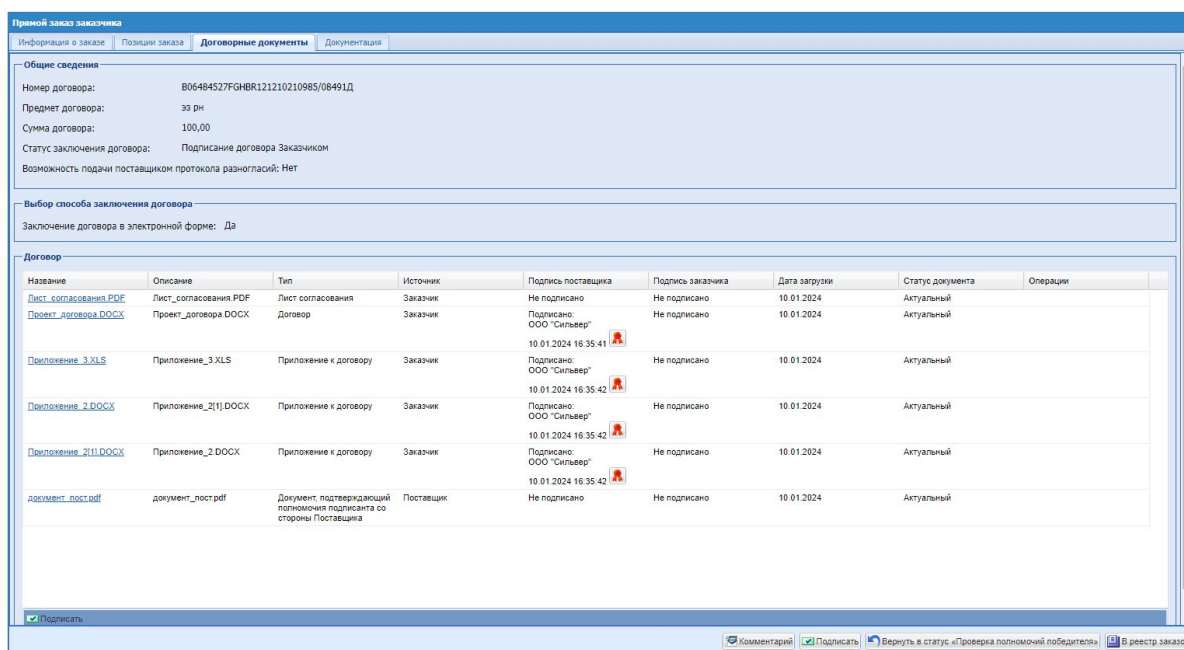 Прямой заказ заказчика
Информация о заказе Позиции заказа Договорные документы Документация
Общие сведения
Номер договора: B06484527FGHBR121210210985/08491Д
Предмет договора: ээ рн
Сумма договора: 100,00
Статус заключения договора: Подписание договора Заказчиком
Возможность подачи поставщиком протокола разногласий: Нет
Выбор способа заключения договора
Заключение договора в электронной форме: Да
Договор
Название Описание Тип Источник Подпись поставщика Подпись заказчика Дата загрузки Статус документа Операции
Лист_согласования.PDF Лист_согласования.PDF Лист согласования Заказчик Не подписано Не подписано 10.01.2024 Актуальный
Проект_договора.DOCX Проект_договора.DOCX Договор Заказчик Подписано: Не подписано 10.01.2024 Актуальный
ООО "Сильвер"
10.01.2024 16:35:41
Приложение_3.XLS Приложение_3.XLS Приложение к договору Заказчик Подписано: Не подписано 10.01.2024 Актуальный
ООО "Сильвер"
10.01.2024 16:35:42
Приложение_2.DOCX Приложение_2[1].DOCX Приложение к договору Заказчик Подписано: Не подписано 10.01.2024 Актуальный
ООО "Сильвер"
10.01.2024 16:35:42
Приложение_2[1].DOCX Приложение_2.DOCX Приложение к договору Заказчик Подписано: Не подписано 10.01.2024 Актуальный
ООО "Сильвер"
10.01.2024 16:35:42
документ_пост.pdf документ_пост.pdf Документ, подтверждающий Поставщик Не подписано Не подписано 10.01.2024 Актуальный
полномочия подписанта со
стороны Поставщика
Подписать
Комментарий Подписать Вернуть в статус «Проверка полномочий победителя» В реестр заказо